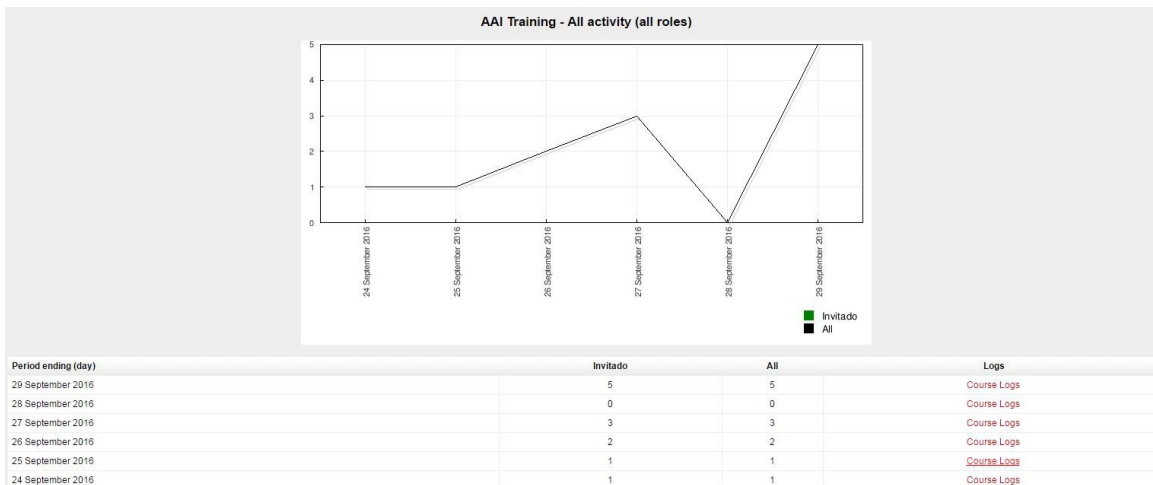 AAI Training - All activity (all roles)
5
4
3
2
1
0
24 September 2016
25 September 2016
26 September 2016
27 September 2016
28 September 2016
29 September 2016
Invitado
All
Period ending (day) Invitado All Logs
29 September 2016 5 5 Course Logs
28 September 2016 0 0 Course Logs
27 September 2016 3 3 Course Logs
26 September 2016 2 2 Course Logs
25 September 2016 1 1 Course Logs
24 September 2016 1 1 Course Logs